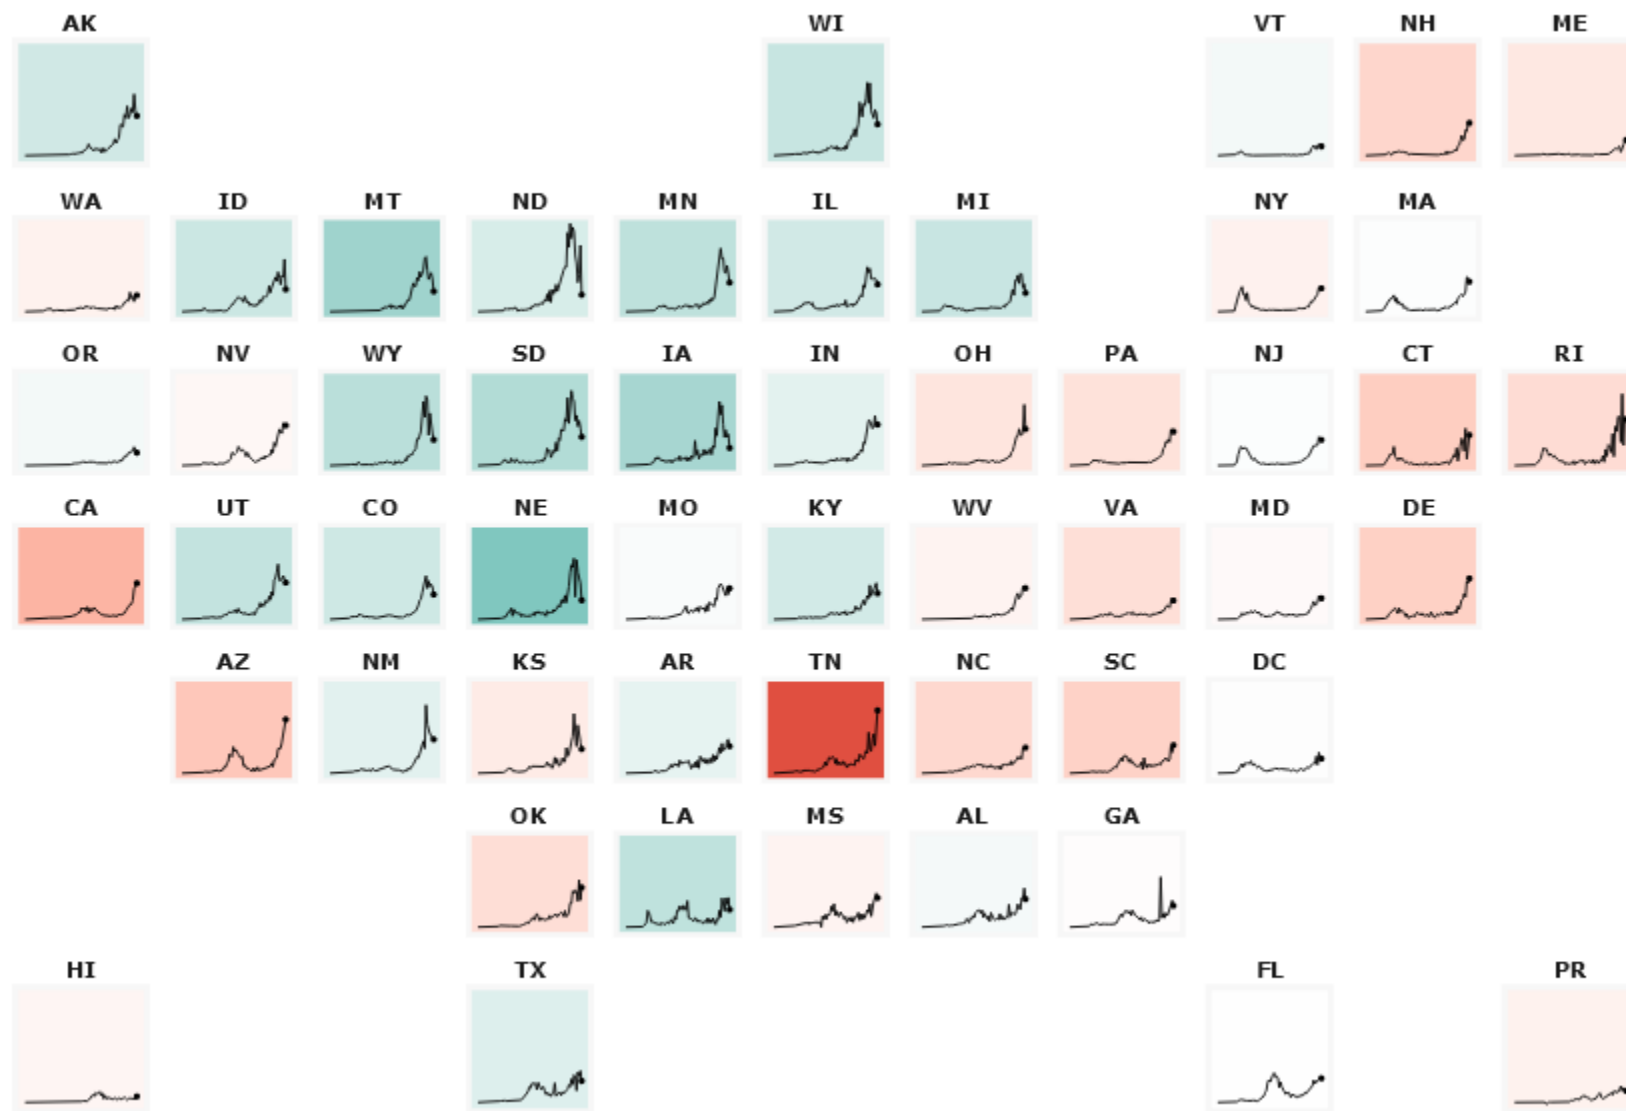 AK WI VT NH ME
WA ID MT ND MN IL MI NY MA
OR NV WY SD IA IN OH PA NJ CT RI
CA UT CO NE MO KY WV VA MD DE
AZ NM KS AR TN NC SC DC
OK LA MS AL GA
HI TX FL PR